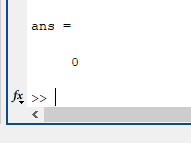 ans =
0
fx >>